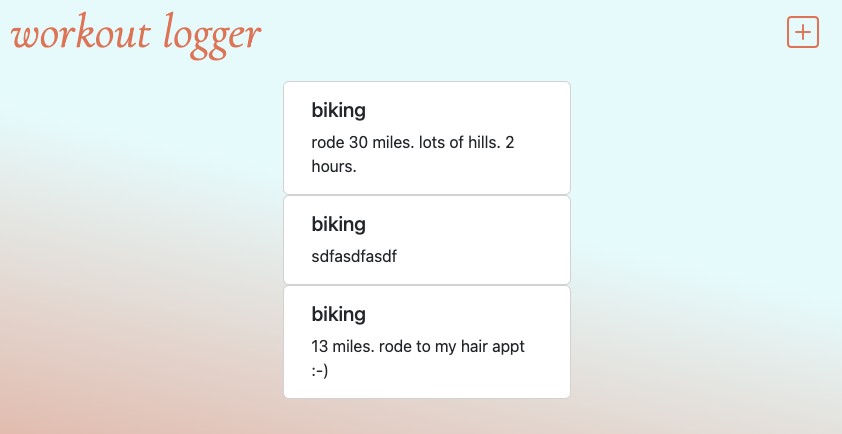 workout logger
biking
rode 30 miles. lots of hills. 2
hours.
biking
sdfasdfasdf
biking
13 miles. rode to my hair appt
:-)